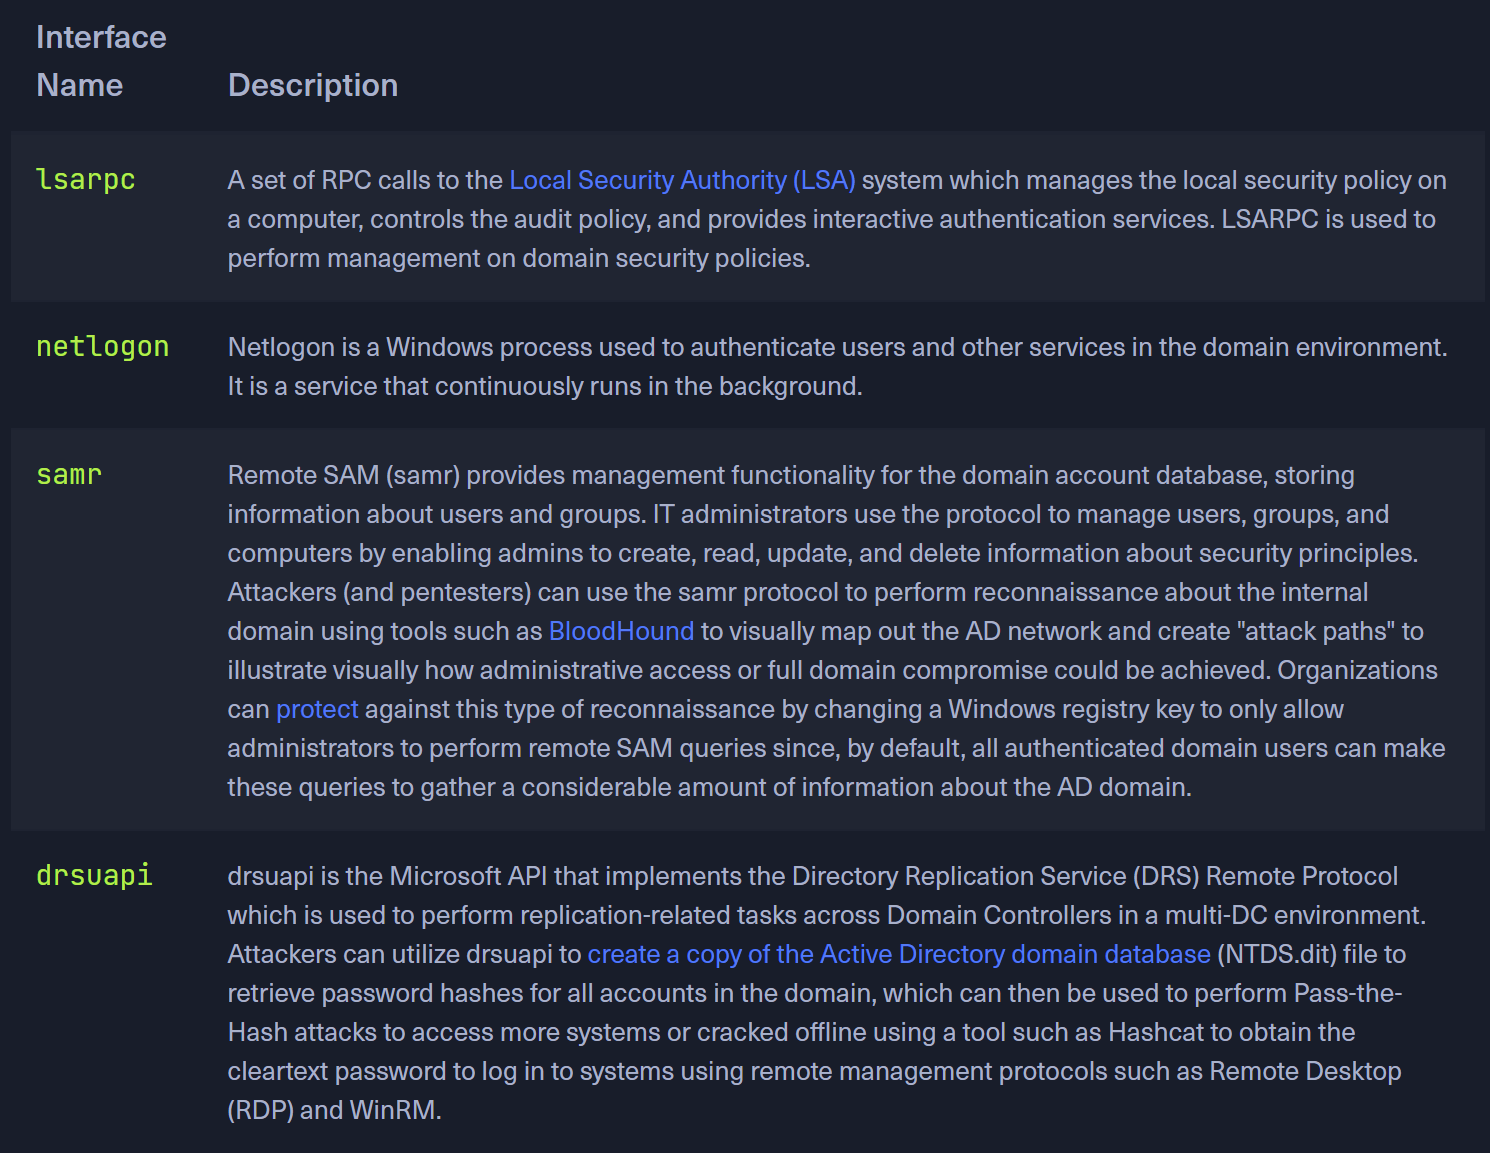 Interface
Name Description
lsarpc A set of RPC calls to the Local Security Authority (LSA) system which manages the local security policy on
a computer, controls the audit policy, and provides interactive authentication services. LSARPC is used to
perform management on domain security policies.
netlogon Netlogon is a Windows process used to authenticate users and other services in the domain environment.
It is a service that continuously runs in the background.
samr Remote SAM (samr) provides management functionality for the domain account database, storing
information about users and groups. IT administrators use the protocol to manage users, groups, and
computers by enabling admins to create, read, update, and delete information about security principles.
Attackers (and pentesters) can use the samr protocol to perform reconnaissance about the internal
domain using tools such as BloodHound to visually map out the AD network and create "attack paths" to
illustrate visually how administrative access or full domain compromise could be achieved. Organizations
can protect against this type of reconnaissance by changing a Windows registry key to only allow
administrators to perform remote SAM queries since, by default, all authenticated domain users can make
these queries to gather a considerable amount of information about the AD domain.
drsuapi drsuapi is the Microsoft API that implements the Directory Replication Service (DRS) Remote Protocol
which is used to perform replication-related tasks across Domain Controllers in a multi-DC environment.
Attackers can utilize drsuapi to create a copy of the Active Directory domain database (NTDS.dit) file to
retrieve password hashes for all accounts in the domain, which can then be used to perform Pass-the-
Hash attacks to access more systems or cracked offline using a tool such as Hashcat to obtain the
cleartext password to log in to systems using remote management protocols such as Remote Desktop
(RDP) and WinRM.